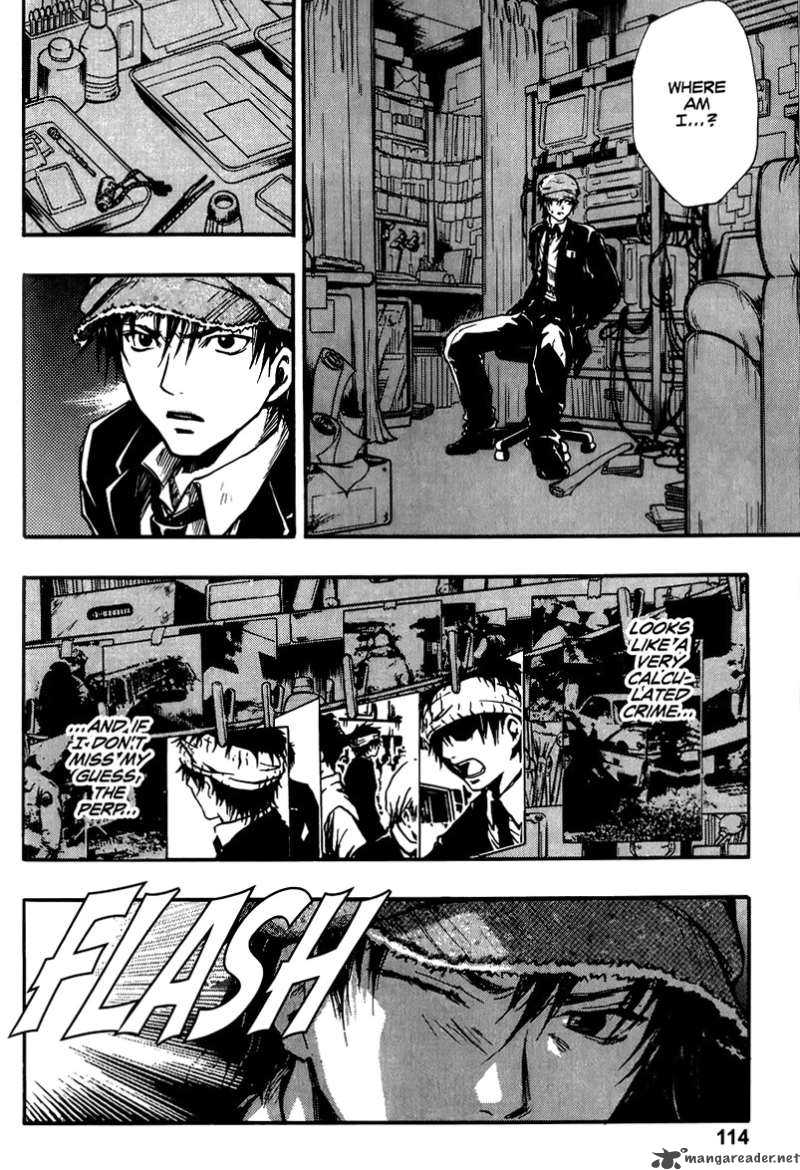 WHERE
AM
I...?
LOOKS
LIKE A
VERY
CALCU-
LATED
CRIME...
...AND IF
I DON'T
MISS MY
GUESS,
THE
PERP...
FLASH
114
mangareader.net